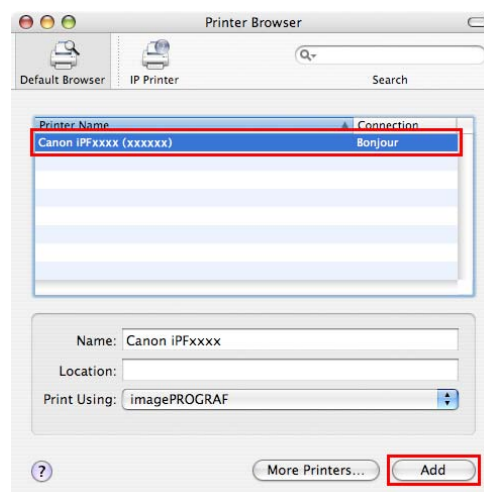 Printer Browser
Default Browser IP Printer Search
Printer Name Connection
Canon iPFxxxx (xxxxxx) Bonjour
Name: Canon iPFxxxx
Location:
Print Using: imagePROGRAF
? More Printers... Add